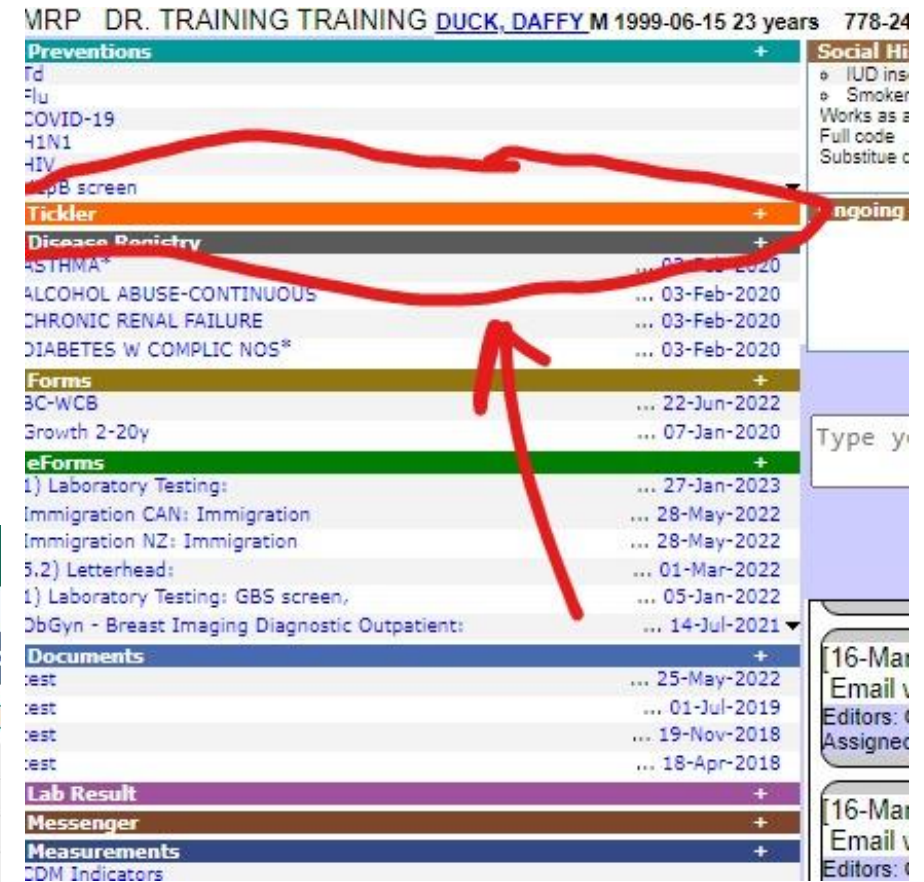 MRP DR. TRAINING TRAINING DUCK, DAFFY M 1999-06-15 23 years 778-24
Preventions +
Td
Flu
COVID-19
H1N1
HIV
screen
Tickler +
Disease Registry +
ASTHMA* ... 03-Feb-2020
ALCOHOL ABUSE-CONTINUOUS ... 03-Feb-2020
CHRONIC RENAL FAILURE ... 03-Feb-2020
DIABETES W COMPLIC NOS* ... 03-Feb-2020
Forms +
BC-WCB ... 22-Jun-2022
Growth 2-20y ... 07-Jan-2020
eForms +
1) Laboratory Testing: ... 27-Jan-2023
Immigration CAN: Immigration ... 28-May-2022
Immigration NZ: Immigration ... 28-May-2022
5.2) Letterhead: ... 01-Mar-2022
1) Laboratory Testing: GBS screen, ... 05-Jan-2022
ObGyn - Breast Imaging Diagnostic Outpatient: ... 14-Jul-2021
Documents +
test ... 25-May-2022
test ... 01-Jul-2019
test ... 19-Nov-2018
test ... 18-Apr-2018
Lab Result +
Messenger +
Measurements +
CDM Indicators
Social Hi
IUD ins
Smoker
Works as a
Full code
Substitue
Ongoing
Type y
[16-Mar
Email
Editors:
Assigned
[16-Mar
Email
Editors: